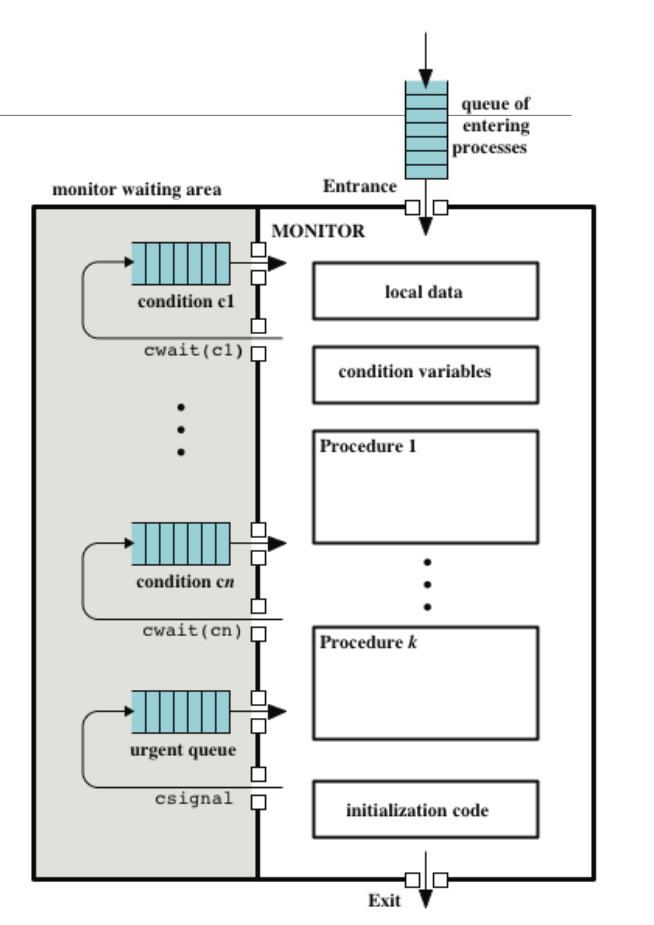 queue of
entering
processes
Entrance
monitor waiting area
MONITOR
condition c1
cwait(c1)
local data
condition variables
Procedure 1
condition cn
cwait(cn)
Procedure k
urgent queue
csignal
initialization code
Exit